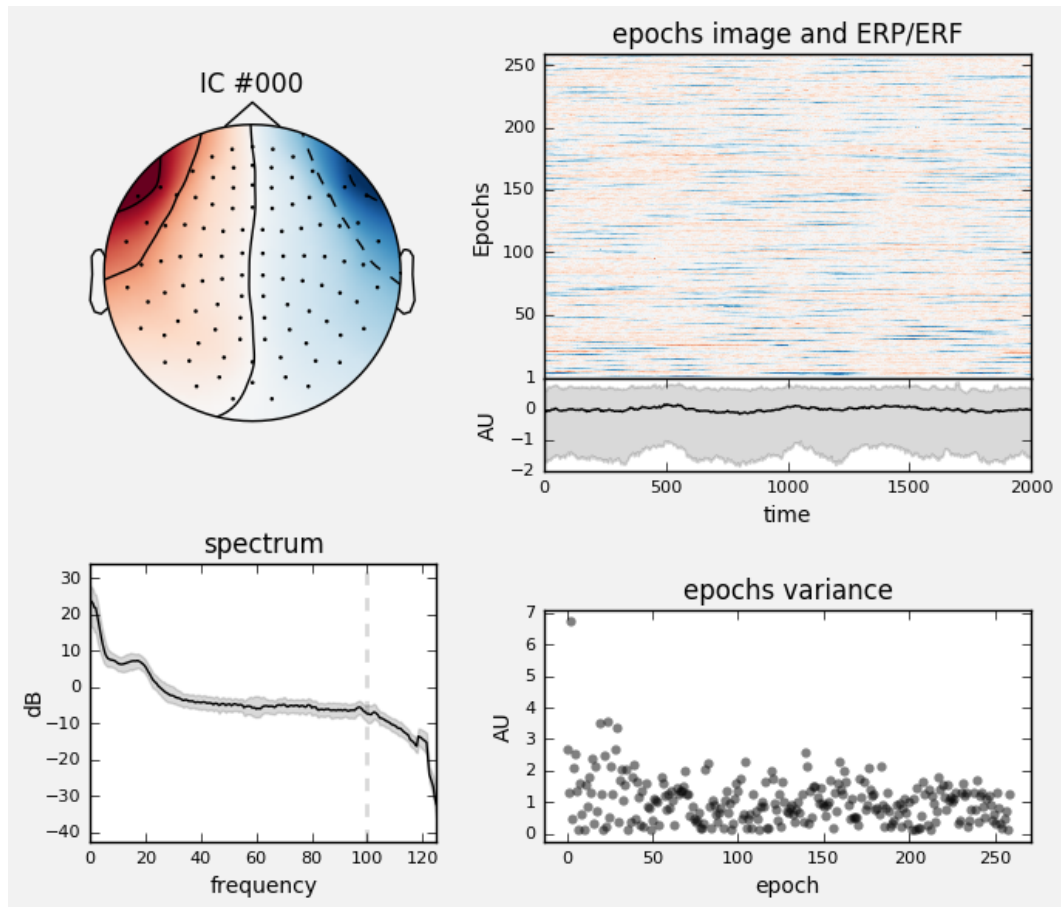 IC #000
epochs image and ERP/ERF
250
200
150
100
50
1
Epochs
0
−1
−2
AU
0 500 1000 1500 2000
time
spectrum
30
20
10
0
−10
−20
−30
−40
dB
0 20 40 60 80 100 120
frequency
epochs variance
7
6
5
4
3
2
1
0
AU
0 50 100 150 200 250
epoch